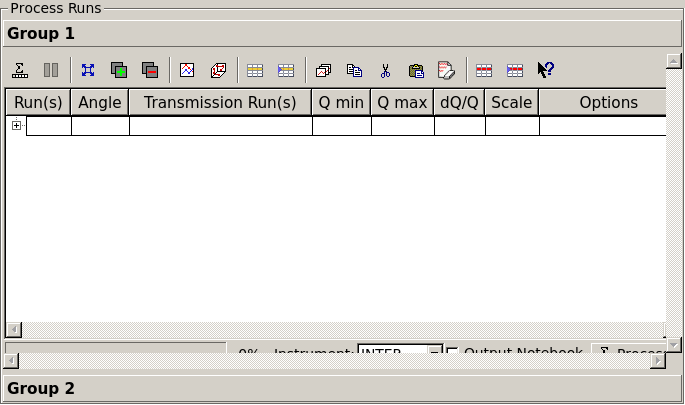 Process Runs
Group 1
Run(s) Angle Transmission Run(s) Q min Q max dQ/Q Scale Options
0% Instrument: INTER Output Notebook Process
Group 2